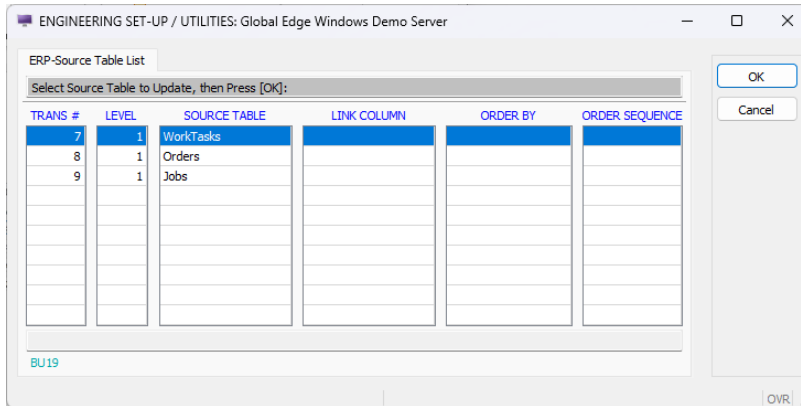 ENGINEERING SET-UP / UTILITIES: Global Edge Windows Demo Server
ERP-Source Table List
OK
Select Source Table to Update, then Press [OK]:
Cancel
TRANS # LEVEL SOURCE TABLE LINK COLUMN ORDER BY ORDER SEQUENCE
7 1 WorkTasks
8 1 Orders
9 1 Jobs
BU19
OVR